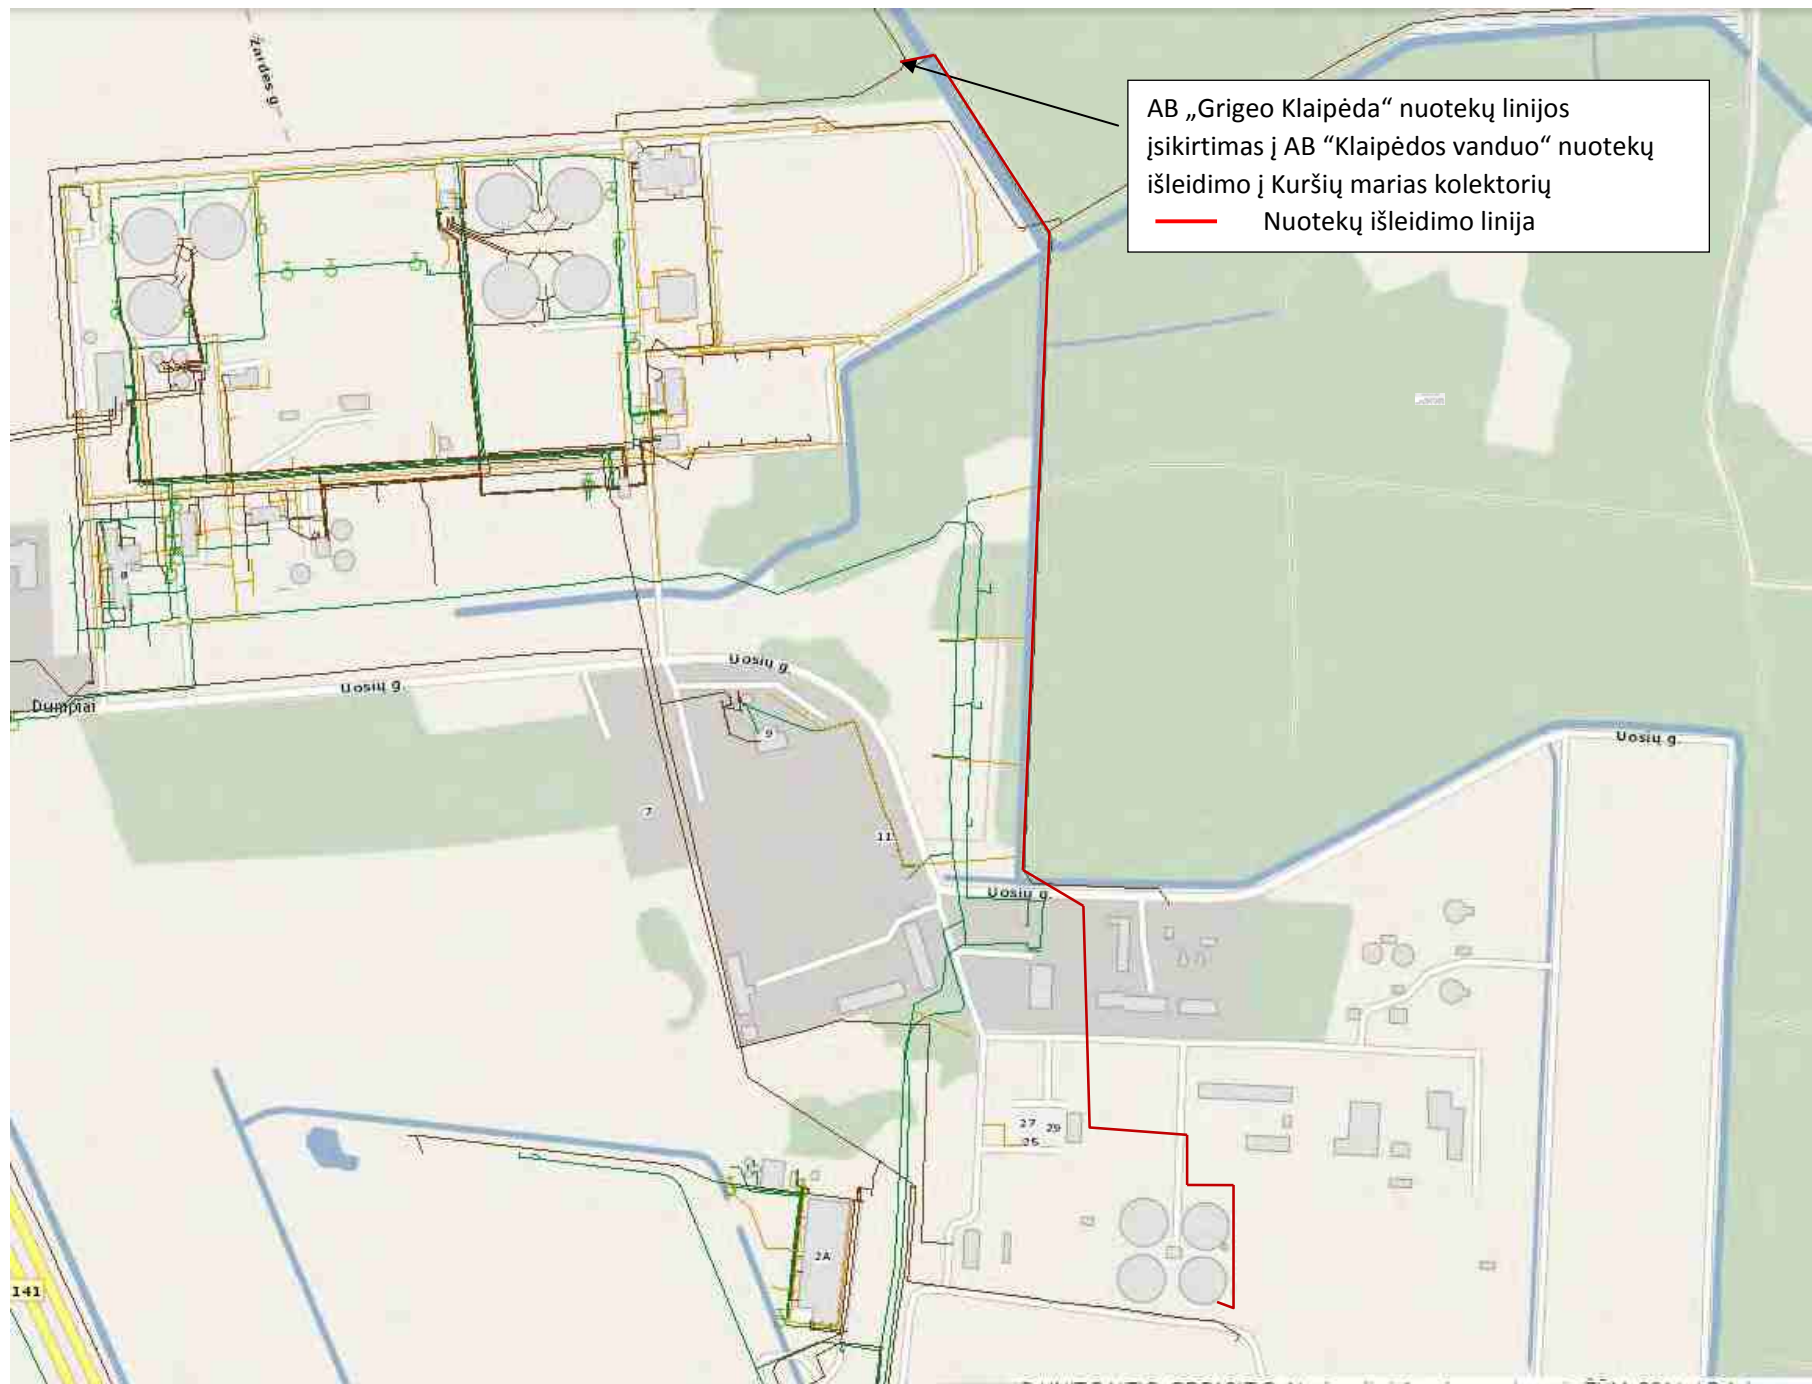 Žardės g.
AB „Grigeo Klaipėda“ nuotekų linijos
įsikirtimas į AB “Klaipėdos vanduo“ nuotekų
išleidimo į Kuršių marias kolektorių
Nuotekų išleidimo linija
Uosių g.
Uosių g.
Dumpiai
Uosių g.
9
7
11
Uosių g.
27 29
25
2A
141